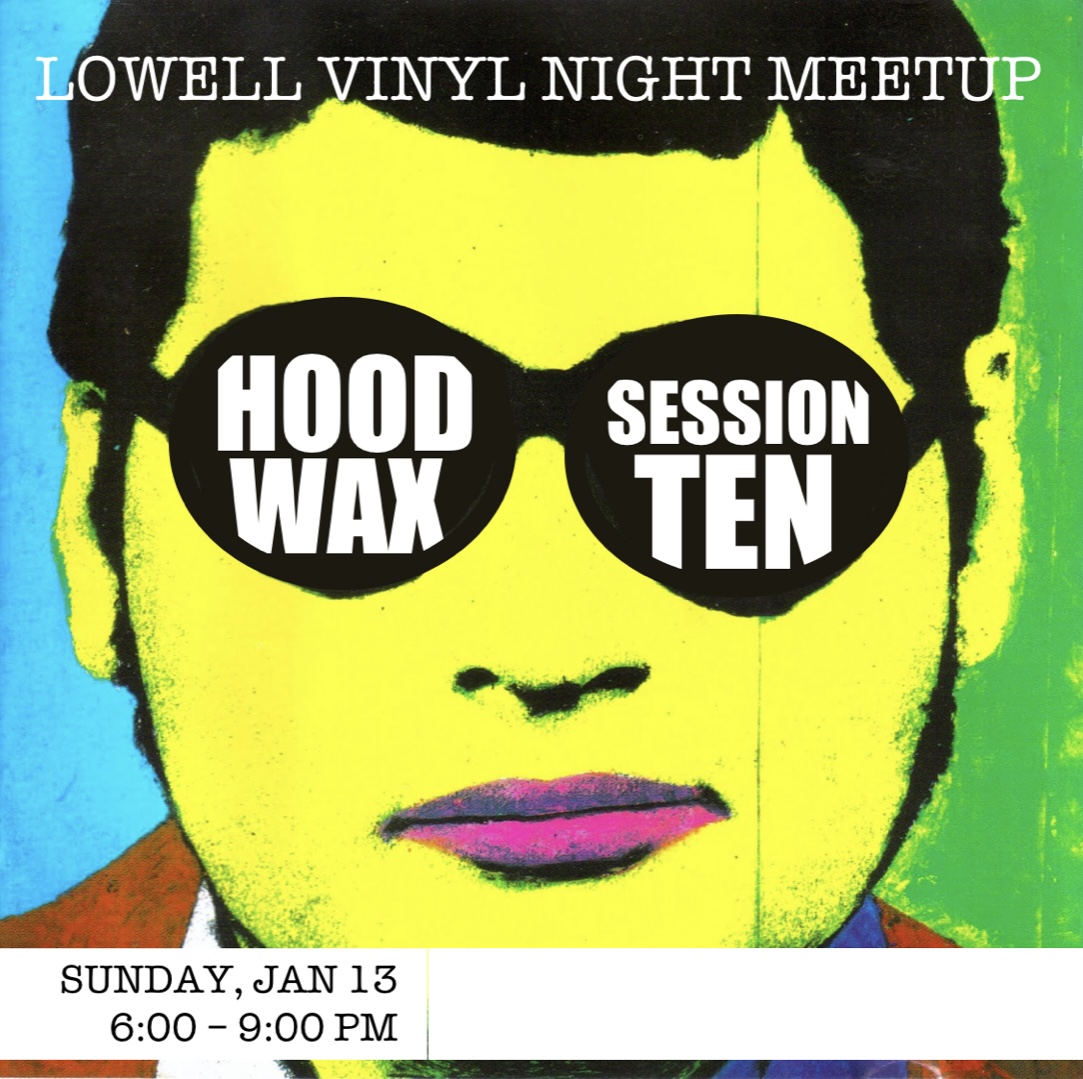 LOWELL VINYL NIGHT MEETUP
HOOD
WAX
SESSION
TEN
SUNDAY, JAN 13
6:00 – 9:00 PM